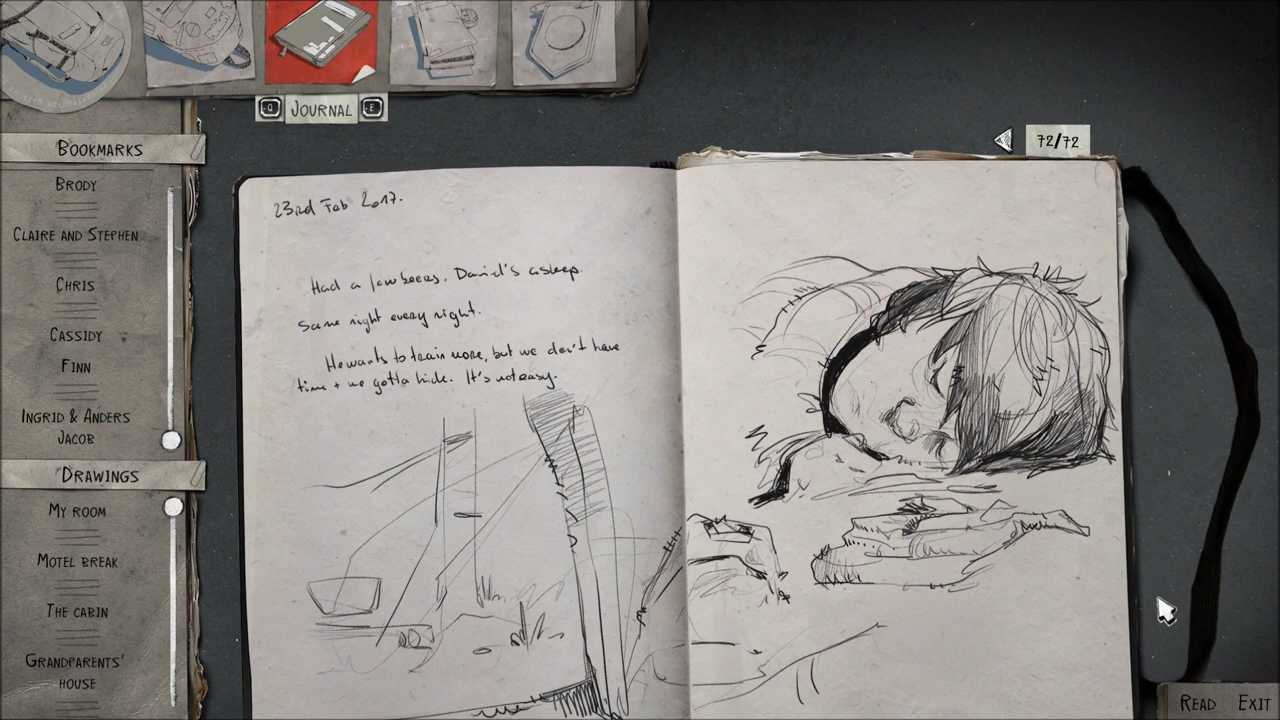 Q
JOURNAL
E
72/72
BOOKMARKS
BRODY
CLAIRE AND STEPHEN
CHRIS
CASSIDY
FINN
INGRID & ANDERS
JACOB
DRAWINGS
MY ROOM
MOTEL BREAK
THE CABIN
GRANDPARENTS'
HOUSE
23rd Feb 2017.
Had a few beers. Daniel's asleep.
Same night every night.
He wants to train more, but we don't have
time + we gotta hide. It's not easy.
READ
EXIT